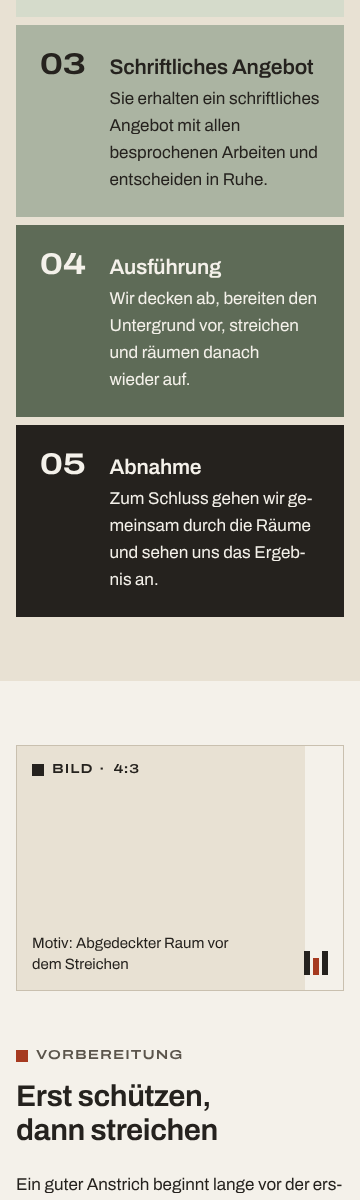 03 Schriftliches Angebot
Sie erhalten ein schriftliches
Angebot mit allen
besprochenen Arbeiten und
entscheiden in Ruhe.
04 Ausführung
Wir decken ab, bereiten den
Untergrund vor, streichen
und räumen danach
wieder auf.
05 Abnahme
Zum Schluss gehen wir ge-
meinsam durch die Räume
und sehen uns das Ergeb-
nis an.
BILD · 4:3
Motiv: Abgedeckter Raum vor
dem Streichen
VORBEREITUNG
Erst schützen,
dann streichen
Ein guter Anstrich beginnt lange vor der ers-